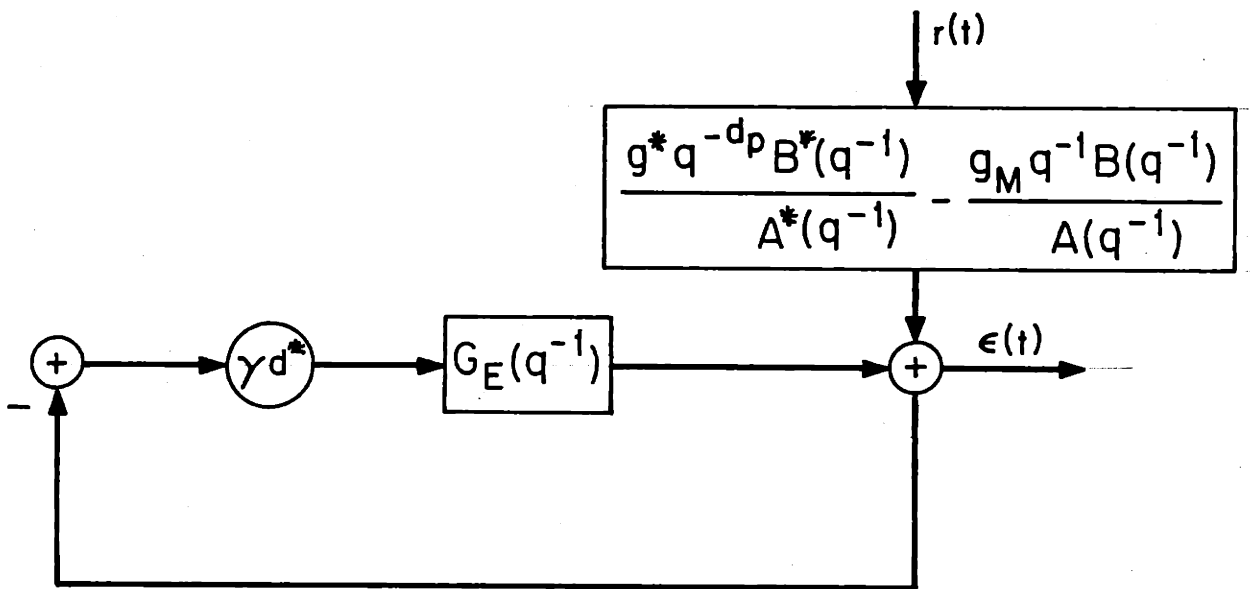 r(t)
g* q^{-d_p} B*(q^{-1}) / A*(q^{-1}) - g_M q^{-1} B(q^{-1}) / A(q^{-1})
+ γd* G_E(q^{-1}) + ϵ(t)
-